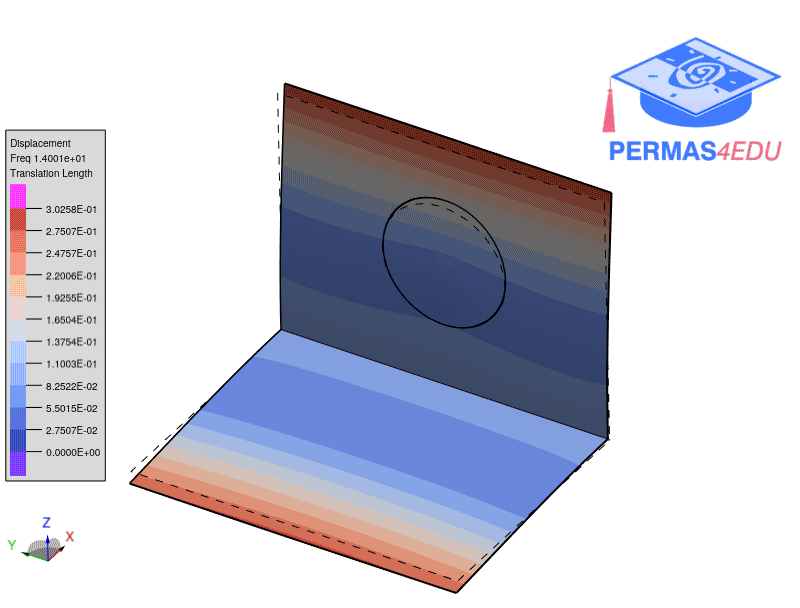 PERMAS4EDU
Displacement
Freq 1.4001e+01
Translation Length
3.0258E-01
2.7507E-01
2.4757E-01
2.2006E-01
1.9255E-01
1.6504E-01
1.3754E-01
1.1003E-01
8.2522E-02
5.5015E-02
2.7507E-02
0.0000E+00
Z
Y
X